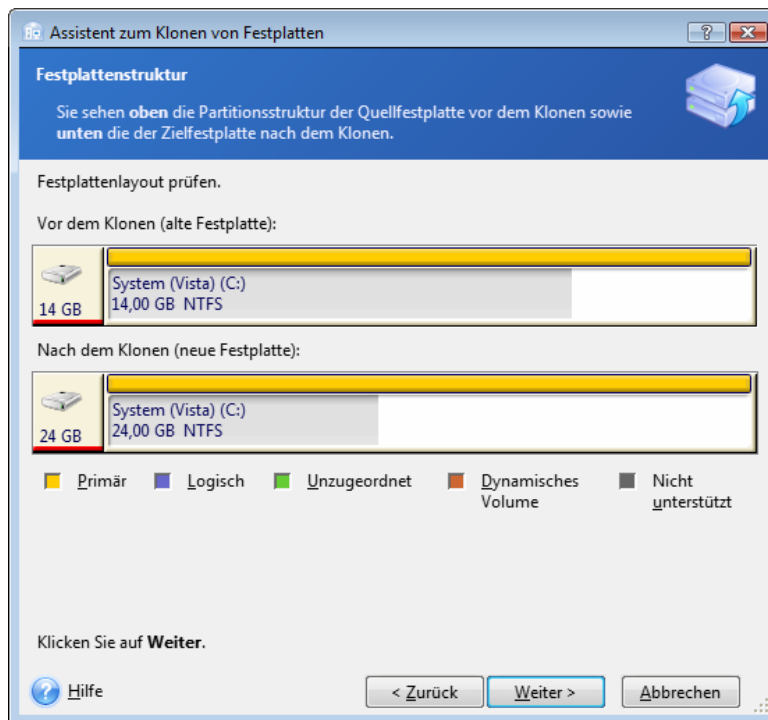 Assistent zum Klonen von Festplatten
Festplattenstruktur
Sie sehen oben die Partitionsstruktur der Quellfestplatte vor dem Klonen sowie
unten die der Zielfestplatte nach dem Klonen.
Festplattenlayout prüfen.
Vor dem Klonen (alte Festplatte):
14 GB
System (Vista) (C:)
14,00 GB NTFS
Nach dem Klonen (neue Festplatte):
24 GB
System (Vista) (C:)
24,00 GB NTFS
Primär
Logisch
Unzugeordnet
Dynamisches
Volume
Nicht
unterstützt
Klicken Sie auf Weiter.
Hilfe
< Zurück
Weiter >
Abbrechen